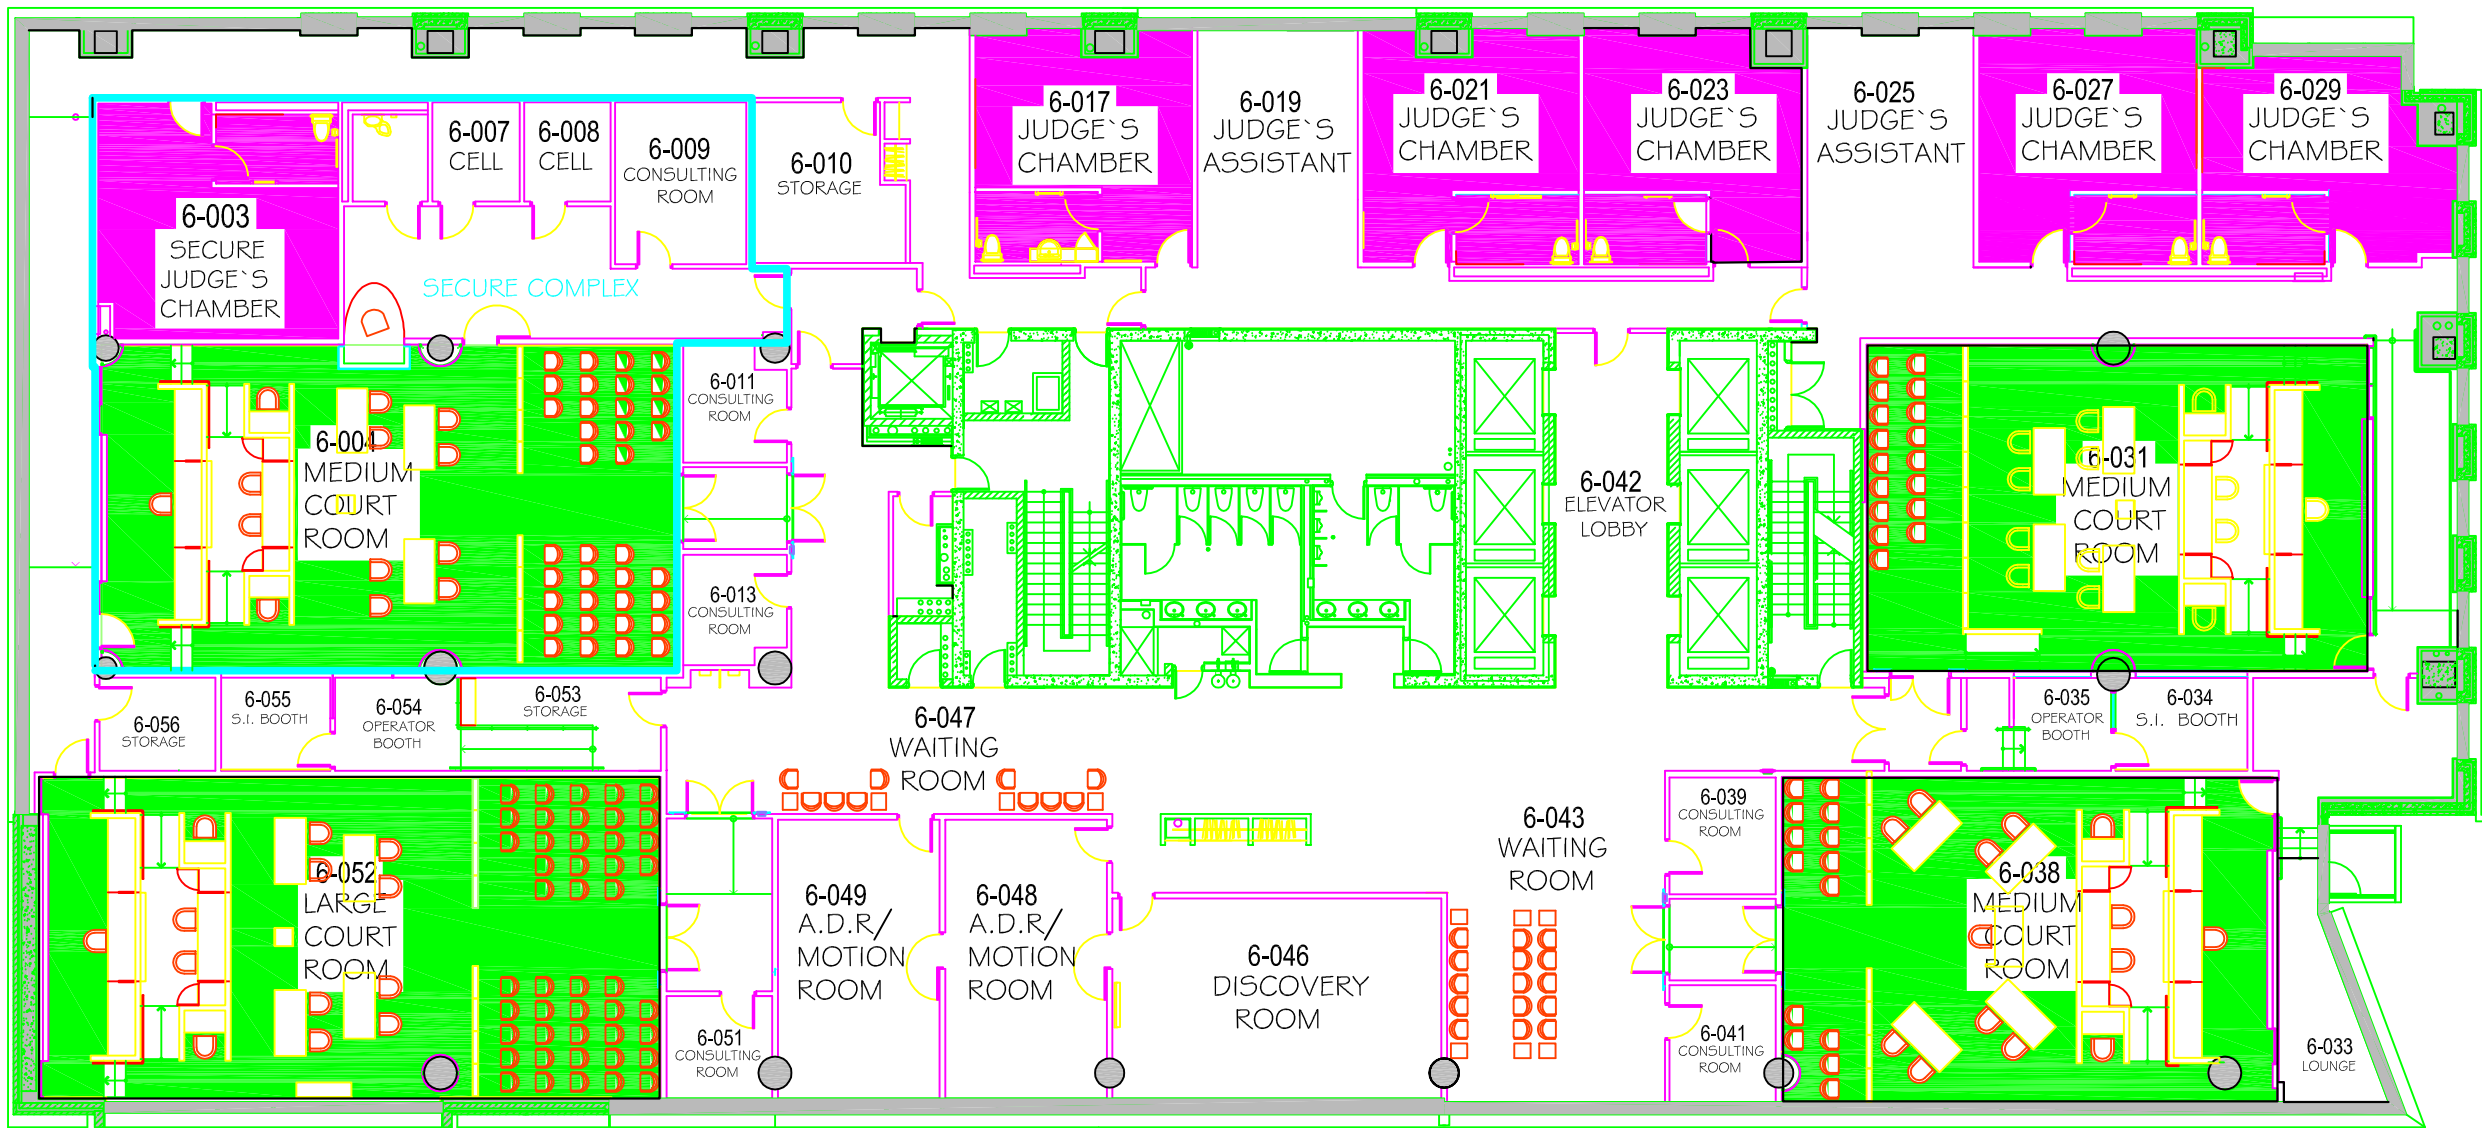 6-003
SECURE
JUDGE`S
CHAMBER
6-007
CELL
6-008
CELL
6-009
CONSULTING
ROOM
6-010
STORAGE
SECURE COMPLEX
6-017
JUDGE`S
CHAMBER
6-019
JUDGE`S
ASSISTANT
6-021
JUDGE`S
CHAMBER
6-023
JUDGE`S
CHAMBER
6-025
JUDGE`S
ASSISTANT
6-027
JUDGE`S
CHAMBER
6-029
JUDGE`S
CHAMBER
6-004
MEDIUM
COURT
ROOM
6-011
CONSULTING
ROOM
6-013
CONSULTING
ROOM
6-042
ELEVATOR
LOBBY
6-031
MEDIUM
COURT
ROOM
6-056
STORAGE
6-055
S.I. BOOTH
6-054
OPERATOR
BOOTH
6-053
STORAGE
6-047
WAITING
ROOM
6-035
OPERATOR
BOOTH
6-034
S.I. BOOTH
6-052
LARGE
COURT
ROOM
6-051
CONSULTING
ROOM
6-049
A.D.R/
MOTION
ROOM
6-048
A.D.R/
MOTION
ROOM
6-046
DISCOVERY
ROOM
6-043
WAITING
ROOM
6-039
CONSULTING
ROOM
6-041
CONSULTING
ROOM
6-038
MEDIUM
COURT
ROOM
6-033
LOUNGE